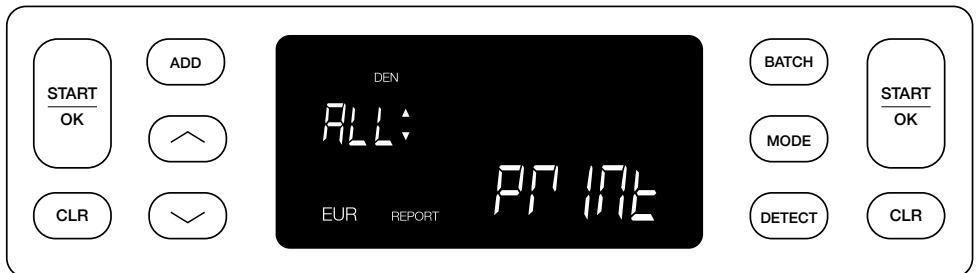 START
OK
CLR
ADD
DEN
ALL:
EUR REPORT PrInt
BATCH
MODE
DETECT
START
OK
CLR